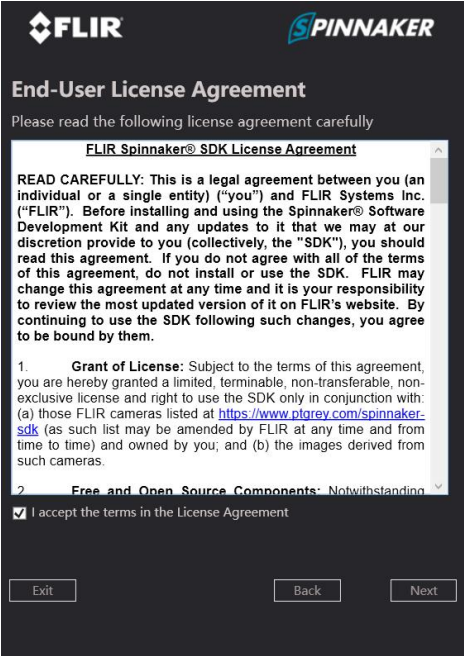 FLIR® SPINNAKER
End-User License Agreement
Please read the following license agreement carefully
FLIR Spinnaker® SDK License Agreement
READ CAREFULLY: This is a legal agreement between you (an
individual or a single entity) (“you”) and FLIR Systems Inc.
(“FLIR”). Before installing and using the Spinnaker® Software
Development Kit and any updates to it that we may at our
discretion provide to you (collectively, the "SDK"), you should
read this agreement. If you do not agree with all of the terms
of this agreement, do not install or use the SDK. FLIR may
change this agreement at any time and it is your responsibility
to review the most updated version of it on FLIR’s website. By
continuing to use the SDK following such changes, you agree
to be bound by them.
1. Grant of License: Subject to the terms of this agreement,
you are hereby granted a limited, terminable, non-transferable, non-
exclusive license and right to use the SDK only in conjunction with:
(a) those FLIR cameras listed at https://www.ptgrey.com/spinnaker-
sdk (as such list may be amended by FLIR at any time and from
time to time) and owned by you; and (b) the images derived from
such cameras.
2. Free and Open Source Components: Notwithstanding
I accept the terms in the License Agreement
Exit Back Next